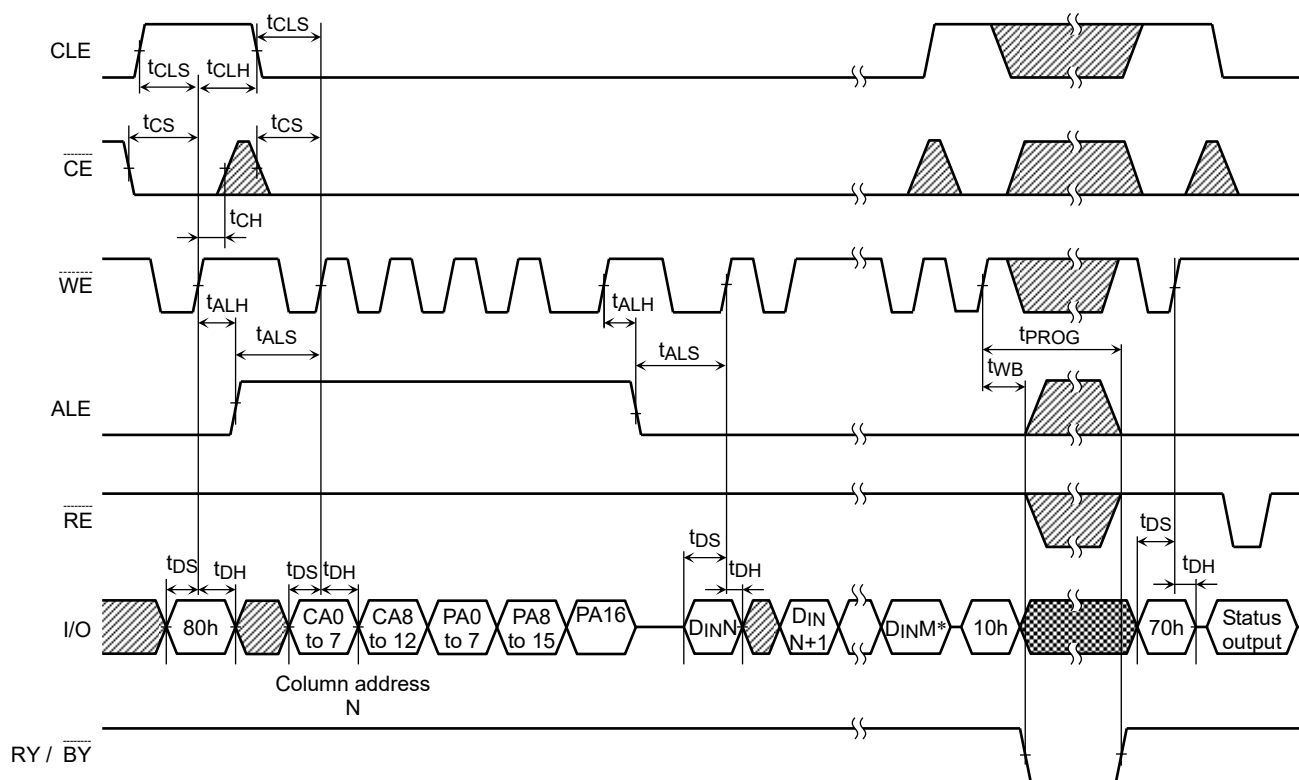 tCLS
CLE
tCLS tCLH
tCS tCS
CE
tCH
WE
tALH tALH
tALS tALS
tPROG
tWB
ALE
RE
tDS tDH tDS tDH tDS tDH tDS tDH
I/O
80h
CA0 to 7
CA8 to 12
PA0 to 7
PA8 to 15
PA16
DINN
DIN N+1
DINM*
10h
70h
Status output
Column address
N
RY / BY